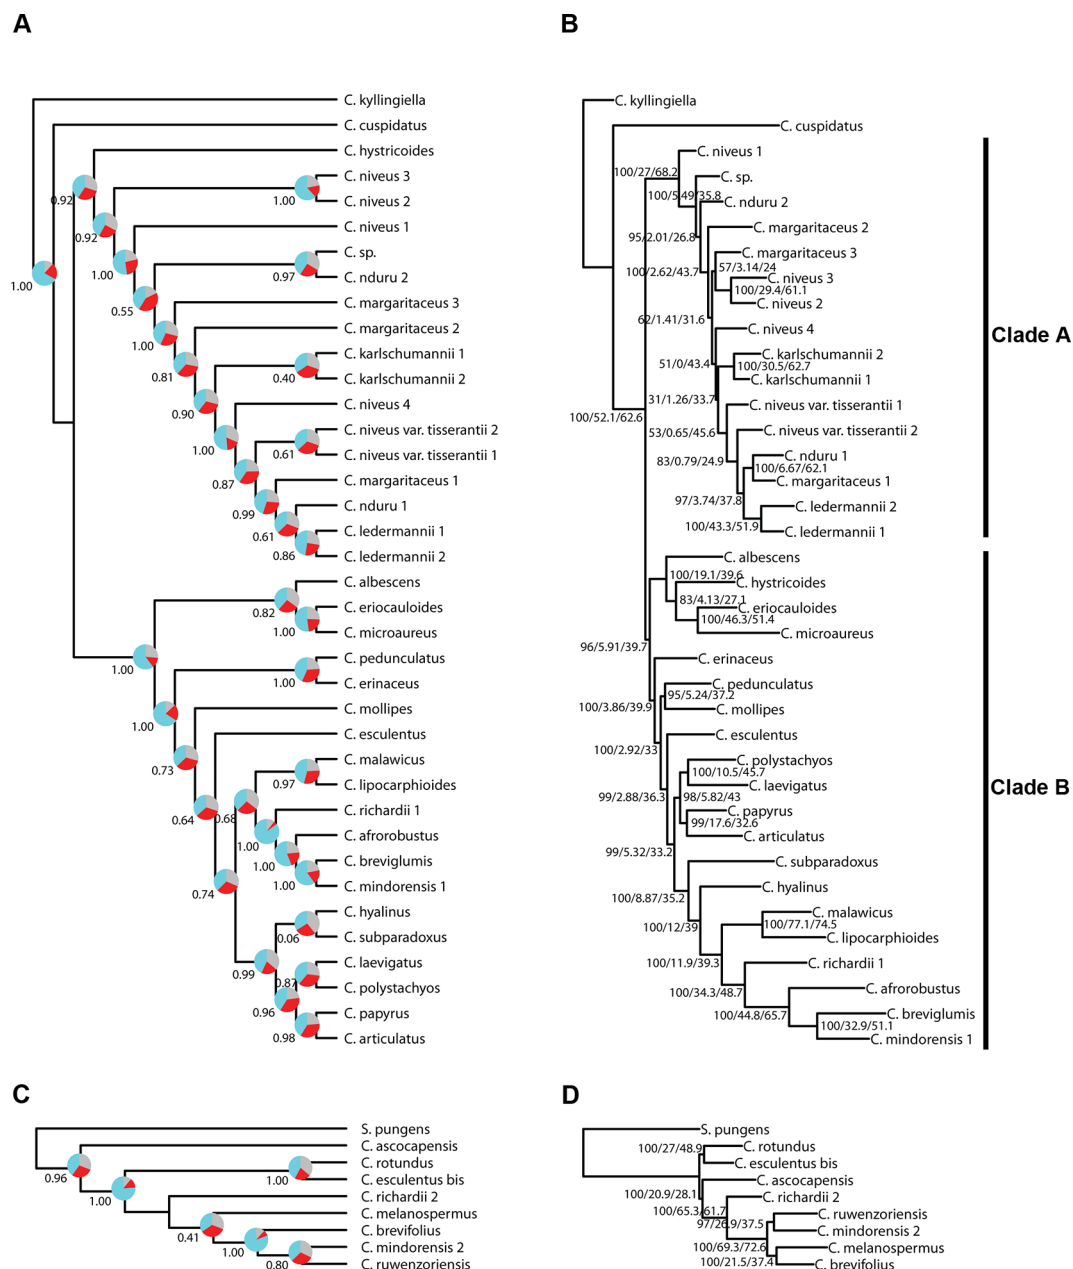 A
C. kyllingiella
C. cuspidatus
C. hystricoides
C. niveus 3
0.92
1.00
C. niveus 2
C. niveus 1
0.92
C. sp.
1.00
1.00
0.97
C. nduru 2
C. margaritaceus 3
0.55
C. margaritaceus 2
1.00
C. karlschumannii 1
0.81
0.40
C. karlschumannii 2
C. niveus 4
0.90
C. niveus var. tisserantii 2
1.00
0.61
C. niveus var. tisserantii 1
C. margaritaceus 1
0.87
C. nduru 1
0.99
C. ledermannii 1
0.61
0.86
C. ledermannii 2
C. albescens
C. eriocauloides
0.82
1.00
C. microaureus
C. pedunculatus
1.00
1.00
C. erinaceus
C. mollipes
1.00
C. esculentus
C. malawicus
0.73
0.97
C. lipocarphioides
C. richardii 1
0.64
0.68
C. afrorobustus
1.00
C. breviglumis
1.00
1.00
C. mindorensis 1
0.74
C. hyalinus
0.06
C. subparadoxus
C. laevigatus
0.99
0.87
C. polystachyos
C. papyrus
0.96
0.98
C. articulatus
B
C. kyllingiella
C. cuspidatus
C. niveus 1
100/27/68.2
C. sp.
100/5.49/35.8
C. nduru 2
C. margaritaceus 2
95/2.01/26.8
C. margaritaceus 3
57/3.14/24
100/2.62/43.7
C. niveus 3
100/29.4/61.1
C. niveus 2
62/1.41/31.6
C. niveus 4
C. karlschumannii 2
51/0/43.4
100/30.5/62.7
C. karlschumannii 1
31/1.26/33.7
C. niveus var. tisserantii 1
100/52.1/62.6
C. niveus var. tisserantii 2
53/0.65/45.6
C. nduru 1
83/0.79/24.9
100/6.67/62.1
C. margaritaceus 1
97/3.74/37.8
C. ledermannii 2
100/43.3/51.9
C. ledermannii 1
Clade A
C. albescens
100/19.1/39.6
C. hystricoides
83/4.13/27.1
C. eriocauloides
100/46.3/51.4
C. microaureus
96/5.91/39.7
C. erinaceus
C. pedunculatus
95/5.24/37.2
100/3.86/39.9
C. mollipes
C. esculentus
100/2.92/33
C. polystachyos
100/10.5/45.7
C. laevigatus
99/2.88/36.3
98/5.82/43
C. papyrus
99/17.6/32.6
C. articulatus
99/5.32/33.2
C. subparadoxus
C. hyalinus
100/8.87/35.2
C. malawicus
100/12/39
100/77.1/74.5
C. lipocarphioides
100/11.9/39.3
C. richardii 1
C. afrorobustus
100/34.3/48.7
C. breviglumis
100/44.8/65.7
100/32.9/51.1
C. mindorensis 1
Clade B
C
S. pungens
C. ascocapensis
C. rotundus
0.96
1.00
C. esculentus bis
C. richardii 2
1.00
C. melanospermus
C. brevifolius
0.41
C. mindorensis 2
1.00
0.80
C. ruwenzoriensis
D
S. pungens
100/27/48.9
C. rotundus
C. esculentus bis
C. ascocapensis
100/20.9/28.1
C. richardii 2
100/65.3/61.7
C. ruwenzoriensis
97/26.9/37.5
C. mindorensis 2
100/69.3/72.6
C. melanospermus
100/21.5/37.4
C. brevifolius